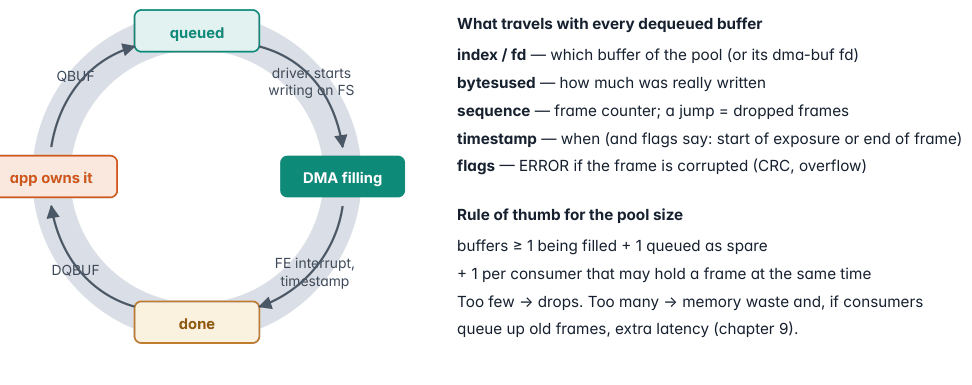 queued
QBUF
driver starts
writing on FS
app owns it
DMA filling
DQBUF
FE interrupt,
timestamp
done
What travels with every dequeued buffer
index / fd — which buffer of the pool (or its dma-buf fd)
bytesused — how much was really written
sequence — frame counter; a jump = dropped frames
timestamp — when (and flags say: start of exposure or end of frame)
flags — ERROR if the frame is corrupted (CRC, overflow)
Rule of thumb for the pool size
buffers ≥ 1 being filled + 1 queued as spare
+ 1 per consumer that may hold a frame at the same time
Too few → drops. Too many → memory waste and, if consumers
queue up old frames, extra latency (chapter 9).